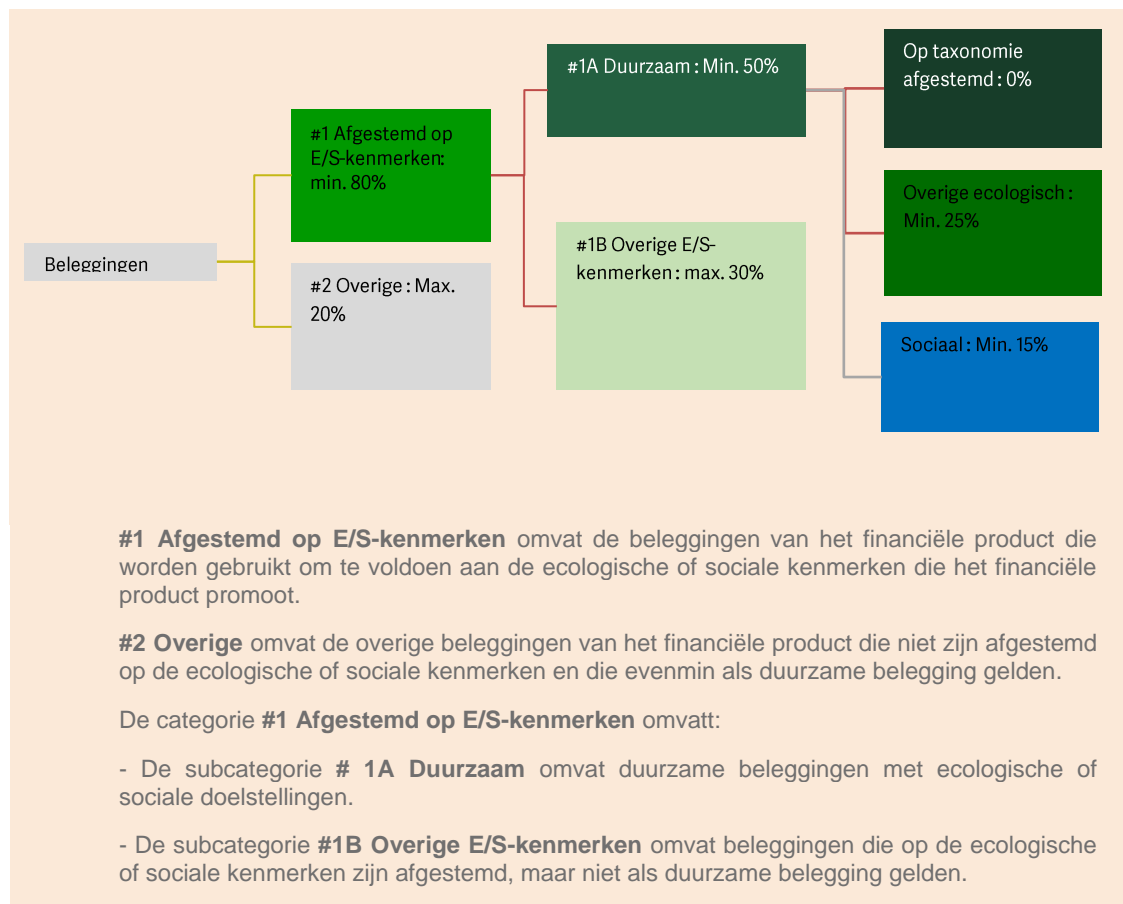 Beleggingen
#1 Afgestemd op
E/S-kenmerken:
min. 80%
#2 Overige : Max.
20%
#1A Duurzaam : Min. 50%
#1B Overige E/S-
kenmerken : max. 30%
Op taxonomie
afgestemd : 0%
Overige ecologisch :
Min. 25%
Sociaal : Min. 15%
#1 Afgestemd op E/S-kenmerken omvat de beleggingen van het financiële product die
worden gebruikt om te voldoen aan de ecologische of sociale kenmerken die het financiële
product promoot.
#2 Overige omvat de overige beleggingen van het financiële product die niet zijn afgestemd
op de ecologische of sociale kenmerken en die evenmin als duurzame belegging gelden.
De categorie #1 Afgestemd op E/S-kenmerken omvatt:
- De subcategorie # 1A Duurzaam omvat duurzame beleggingen met ecologische of
sociale doelstellingen.
- De subcategorie #1B Overige E/S-kenmerken omvat beleggingen die op de ecologische
of sociale kenmerken zijn afgestemd, maar niet als duurzame belegging gelden.